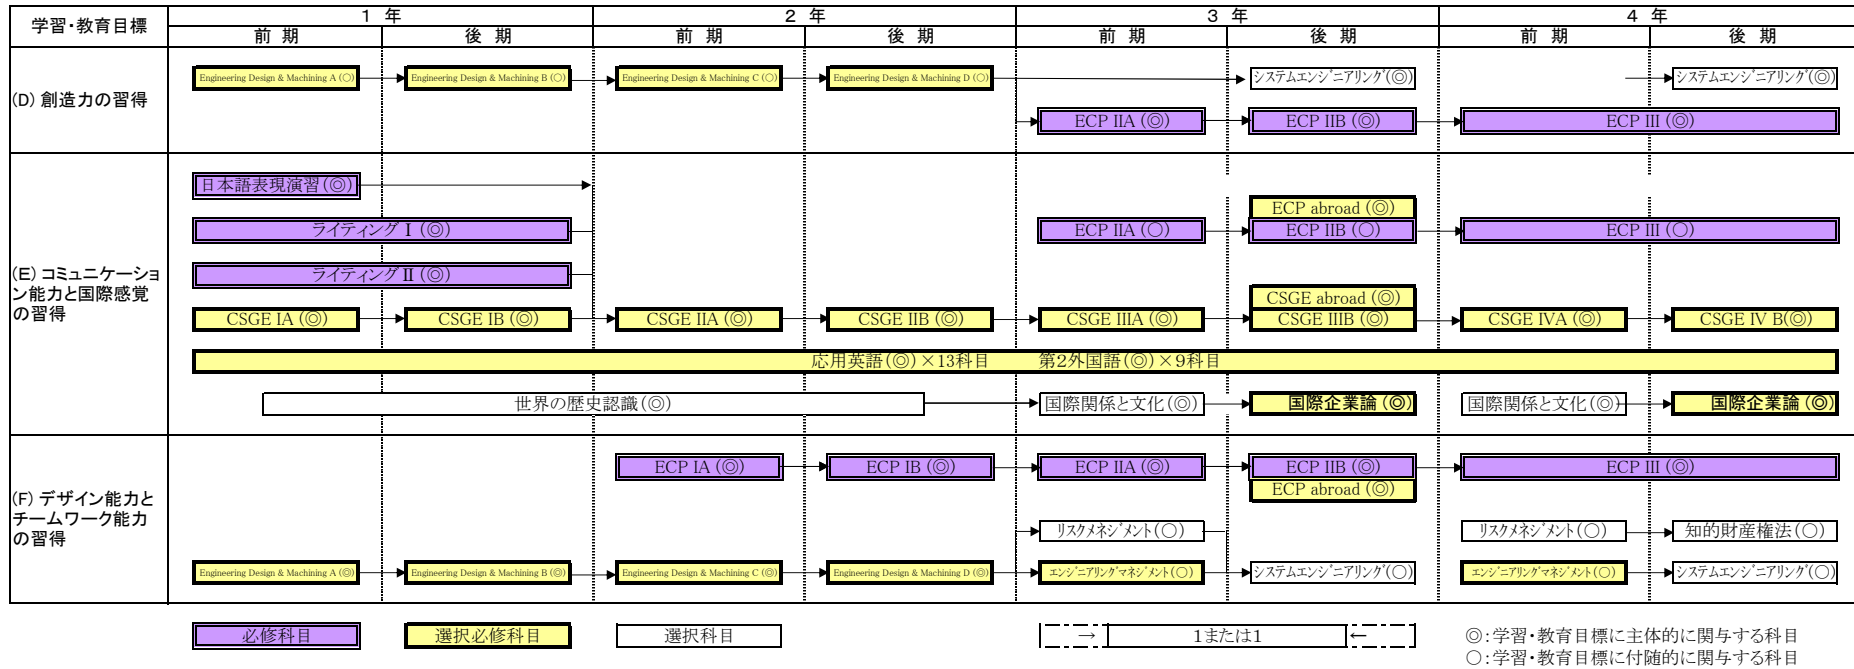 学習・教育目標
1 年
2 年
3 年
4 年
前 期
後 期
前 期
後 期
前 期
後 期
前 期
後 期
(D) 創造力の習得
Engineering Design & Machining A (○)
Engineering Design & Machining B (○)
Engineering Design & Machining C (○)
Engineering Design & Machining D (○)
システムエンジニアリング(◎)
システムエンジニアリング(◎)
ECP IIA (◎)
ECP IIB (◎)
ECP III (◎)
(E) コミュニケーショ
ン能力と国際感覚
の習得
日本語表現演習(◎)
ECP abroad (◎)
ライティング I (◎)
ECP IIA (○)
ECP IIB (○)
ECP III (○)
ライティング II (◎)
CSGE abroad (◎)
CSGE IA (◎)
CSGE IB (◎)
CSGE IIA (◎)
CSGE IIB (◎)
CSGE IIIA (◎)
CSGE IIIB (◎)
CSGE IVA (◎)
CSGE IV B(◎)
応用英語(◎)×13科目 第2外国語(◎)×9科目
世界の歴史認識(◎)
国際関係と文化(◎)
国際企業論(◎)
国際関係と文化(◎)
国際企業論(◎)
(F) デザイン能力と
チームワーク能力
の習得
ECP IA (◎)
ECP IB (◎)
ECP IIA (◎)
ECP IIB (◎)
ECP III (◎)
ECP abroad (◎)
リスクメネジメント(○)
リスクメネジメント(○)
知的財産権法(○)
Engineering Design & Machining A (◎)
Engineering Design & Machining B (◎)
Engineering Design & Machining C (◎)
Engineering Design & Machining D (◎)
エンジニアリングマネジメント(○)
システムエンジニアリング(○)
エンジニアリングマネジメント(○)
システムエンジニアリング(○)
必修科目
選択必修科目
選択科目
→ 1または1 ←
◎:学習・教育目標に主体的に関与する科目
○:学習・教育目標に付随的に関与する科目